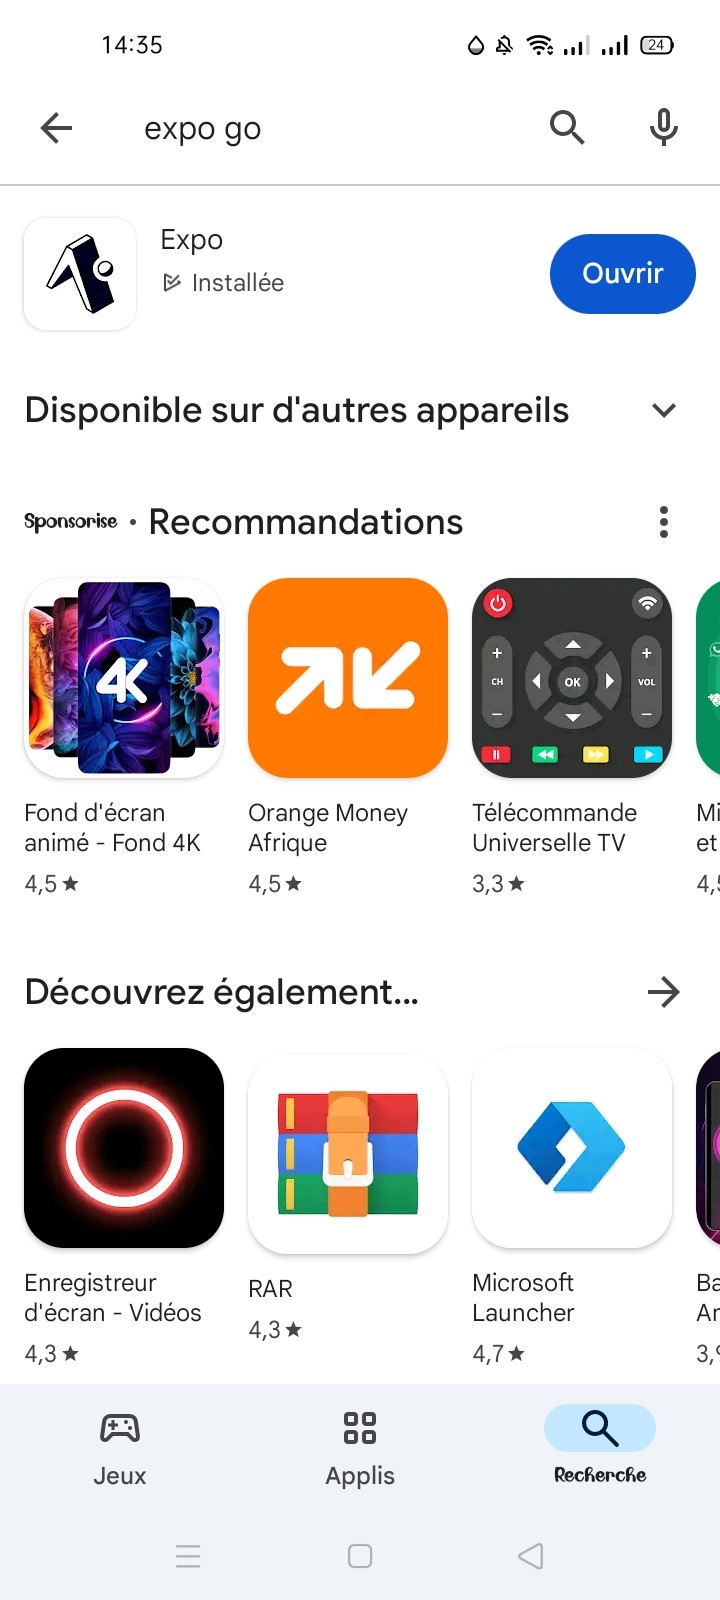 14:35
24
expo go
Expo
Installée
Ouvrir
Disponible sur d'autres appareils
Sponsorise • Recommandations
4K
CH OK VOL
Fond d'écran
animé - Fond 4K
4,5 ★
Orange Money
Afrique
4,5 ★
Télécommande
Universelle TV
3,3 ★
Mi
et
4,5
Découvrez également...
Enregistreur
d'écran - Vidéos
4,3 ★
RAR
4,3 ★
Microsoft
Launcher
4,7 ★
Ba
Ar
3,9
Jeux
Applis
Recherche